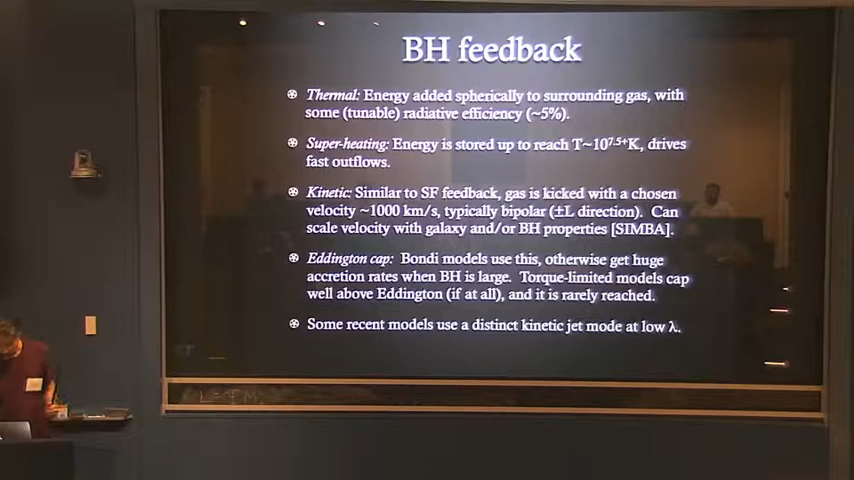 BH feedback
Thermal: Energy added spherically to surrounding gas, with
some (tunable) radiative efficiency (~5%).
Super-heating: Energy is stored up to reach T~10^7.5+K, drives
fast outflows.
Kinetic: Similar to SF feedback, gas is kicked with a chosen
velocity ~1000 km/s, typically bipolar (±L direction). Can
scale velocity with galaxy and/or BH properties [SIMBA].
Eddington cap: Bondi models use this, otherwise get huge
accretion rates when BH is large. Torque-limited models cap
well above Eddington (if at all), and it is rarely reached.
Some recent models use a distinct kinetic jet mode at low λ.